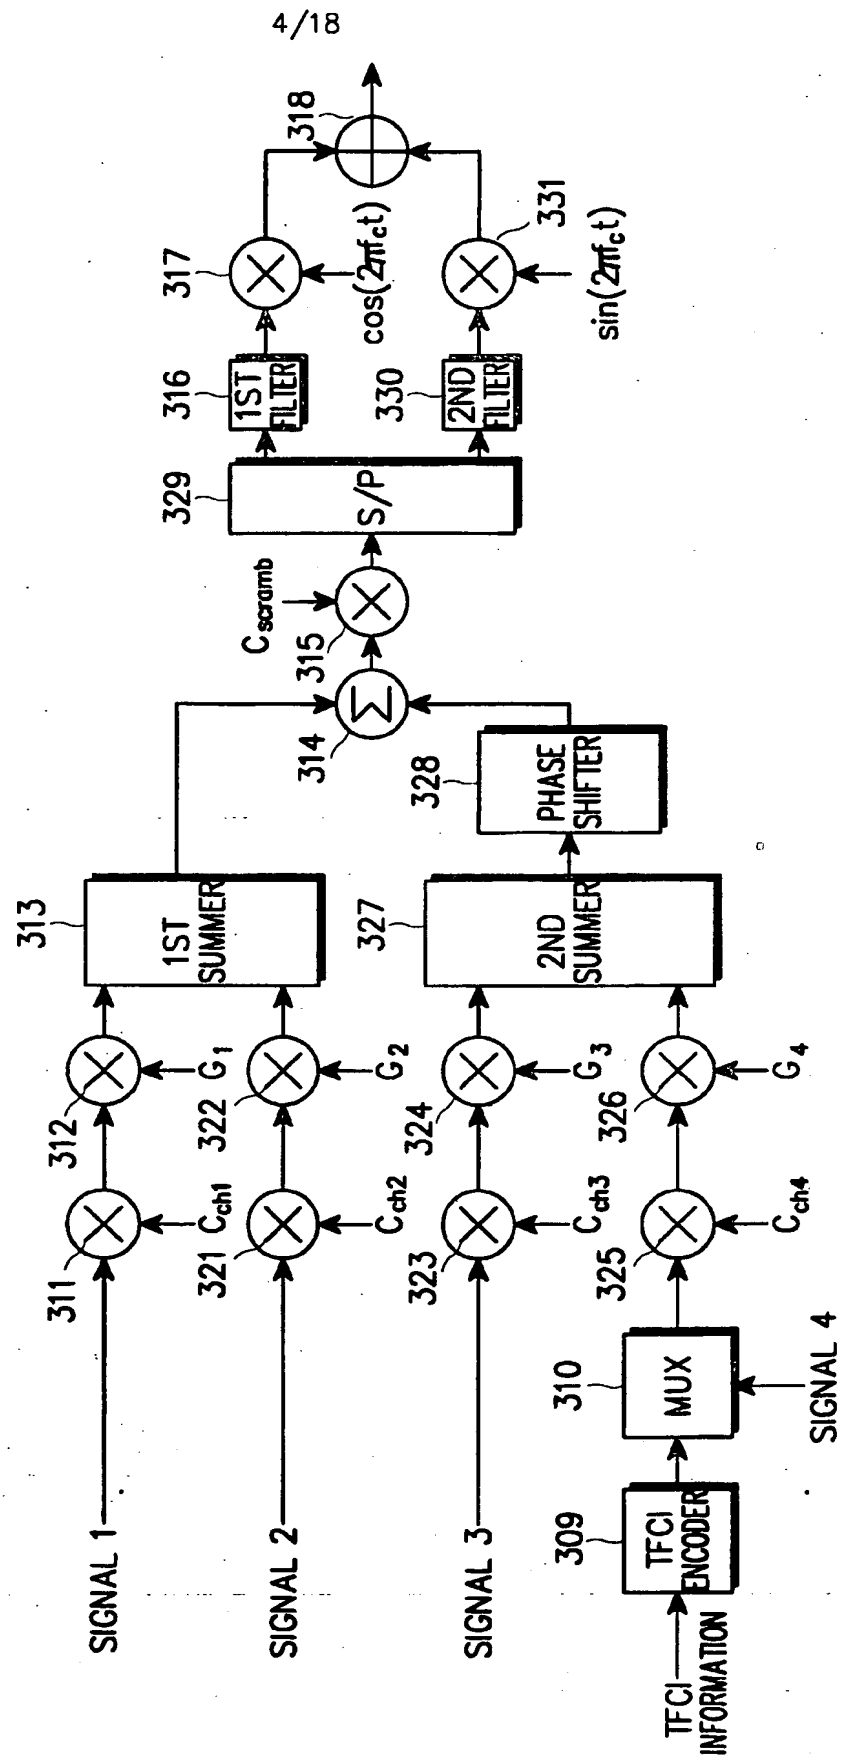 4/18
SIGNAL 1
311
Cch1
312
G1
313
1ST
SUMMER
SIGNAL 2
321
Cch2
322
G2
314
Σ
Cscramb
315
329
S/P
316
1ST
FILTER
317
cos(2πfct)
318
SIGNAL 3
323
Cch3
324
G3
327
2ND
SUMMER
328
PHASE
SHIFTER
330
2ND
FILTER
331
sin(2πfct)
TFCI
INFORMATION
309
TFCI
ENCODER
310
MUX
SIGNAL 4
325
Cch4
326
G4